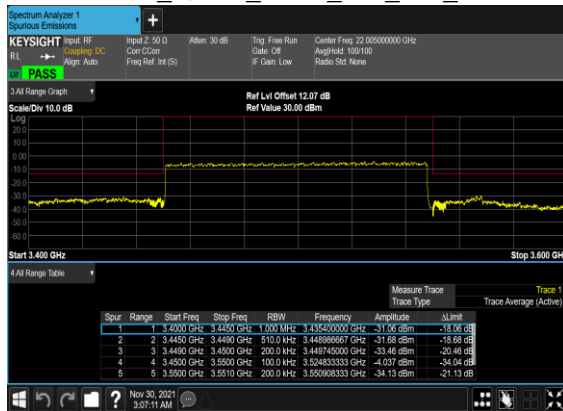 Spectrum Analyzer 1
Spurious Emissions
+
KEYSIGHT Input: RF Input Z: 50 Ω Atten: 30 dB Trig: Free Run Center Freq: 22.005000000 GHz
RL Coupling: DC Corr CCorr Gate: Off Avg|Hold: 100/100
Align: Auto Freq Ref: Int (S) IF Gain: Low Radio Std: None
PASS
3 All Range Graph
Ref Lvl Offset 12.07 dB
Scale/Div 10.0 dB Ref Value 30.00 dBm
Log
20.0
10.0
0.00
-10.0
-20.0
-30.0
-40.0
-50.0
-60.0
Start 3.400 GHz Stop 3.600 GHz
4 All Range Table
Measure Trace Trace 1
Trace Type Trace Average (Active)
Spur Range Start Freq Stop Freq RBW Frequency Amplitude ΔLimit
1 1 3.4000 GHz 3.4450 GHz 1.000 MHz 3.435400000 GHz -31.06 dBm -18.06 dB
2 2 3.4450 GHz 3.4490 GHz 510.0 kHz 3.448986667 GHz -31.68 dBm -18.68 dB
3 3 3.4490 GHz 3.4500 GHz 200.0 kHz 3.449745000 GHz -33.46 dBm -20.46 dB
4 4 3.4500 GHz 3.5500 GHz 100.0 kHz 3.524833333 GHz -4.037 dBm -34.04 dB
5 5 3.5500 GHz 3.5510 GHz 200.0 kHz 3.550908333 GHz -34.13 dBm -21.13 dB
? Nov 30, 2021
3:07:11 AM